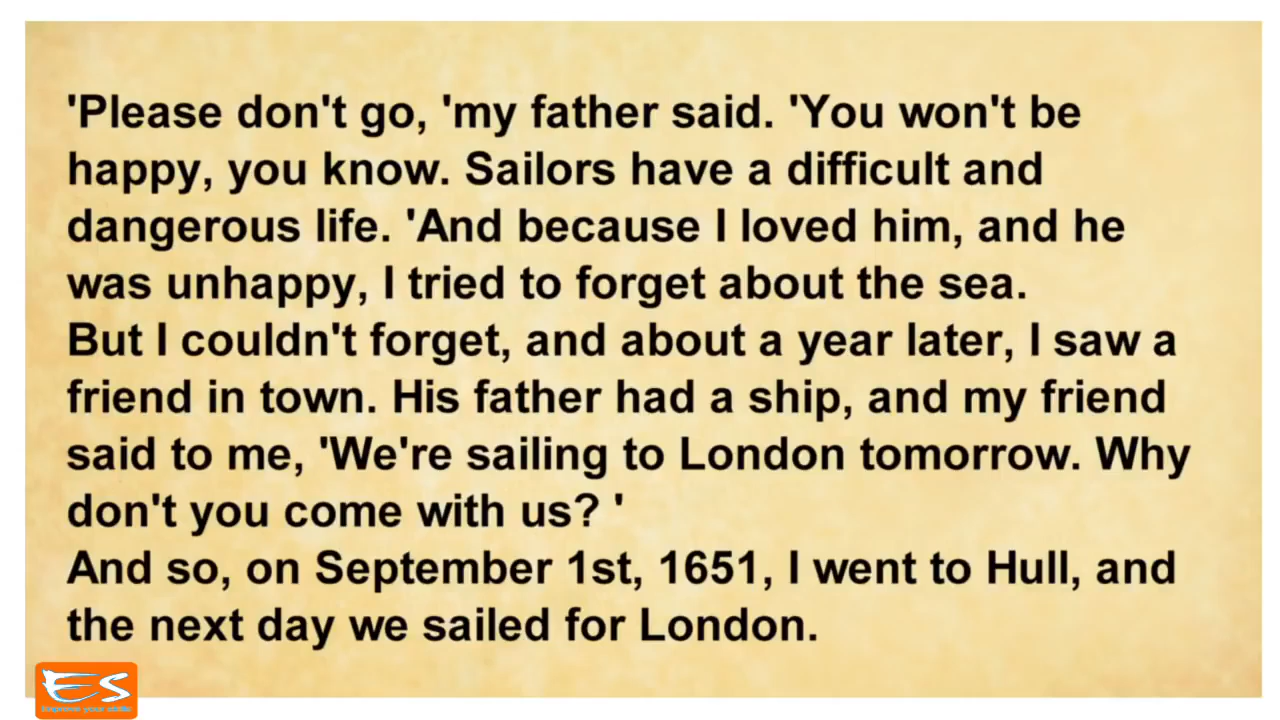 'Please don't go, 'my father said. 'You won't be
happy, you know. Sailors have a difficult and
dangerous life. 'And because I loved him, and he
was unhappy, I tried to forget about the sea.
But I couldn't forget, and about a year later, I saw a
friend in town. His father had a ship, and my friend
said to me, 'We're sailing to London tomorrow. Why
don't you come with us? '
And so, on September 1st, 1651, I went to Hull, and
the next day we sailed for London.
ES